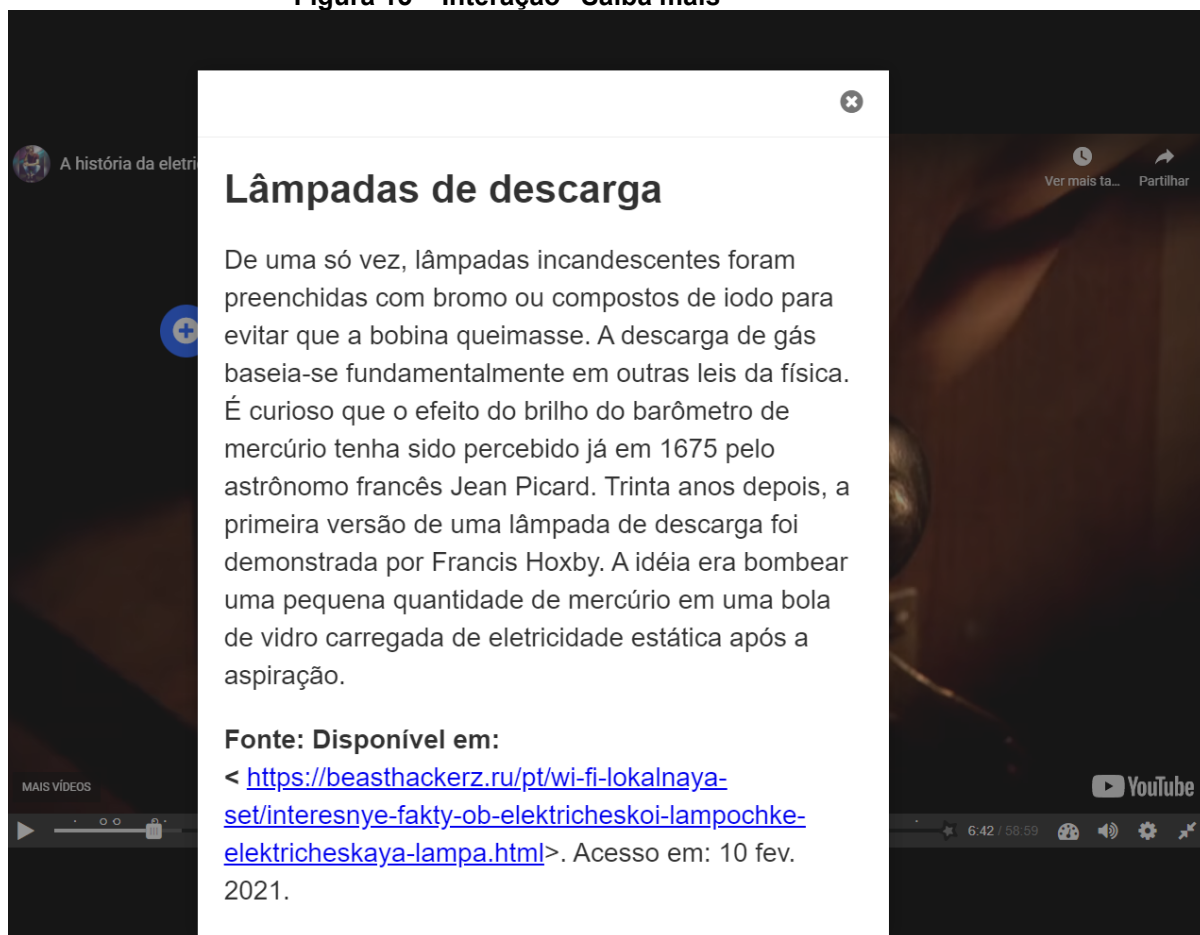 A história da eletri
Ver mais ta...
Partilhar
Lâmpadas de descarga
De uma só vez, lâmpadas incandescentes foram
preenchidas com bromo ou compostos de iodo para
evitar que a bobina queimasse. A descarga de gás
baseia-se fundamentalmente em outras leis da física.
É curioso que o efeito do brilho do barômetro de
mercúrio tenha sido percebido já em 1675 pelo
astrônomo francês Jean Picard. Trinta anos depois, a
primeira versão de uma lâmpada de descarga foi
demonstrada por Francis Hoxby. A idéia era bombear
uma pequena quantidade de mercúrio em uma bola
de vidro carregada de eletricidade estática após a
aspiração.
Fonte: Disponível em:
< https://beasthackerz.ru/pt/wi-fi-lokalnaya-
set/interesnye-fakty-ob-elektricheskoi-lampochke-
elektricheskaya-lampa.html>. Acesso em: 10 fev.
2021.
MAIS VÍDEOS
YouTube
6:42 / 58:59